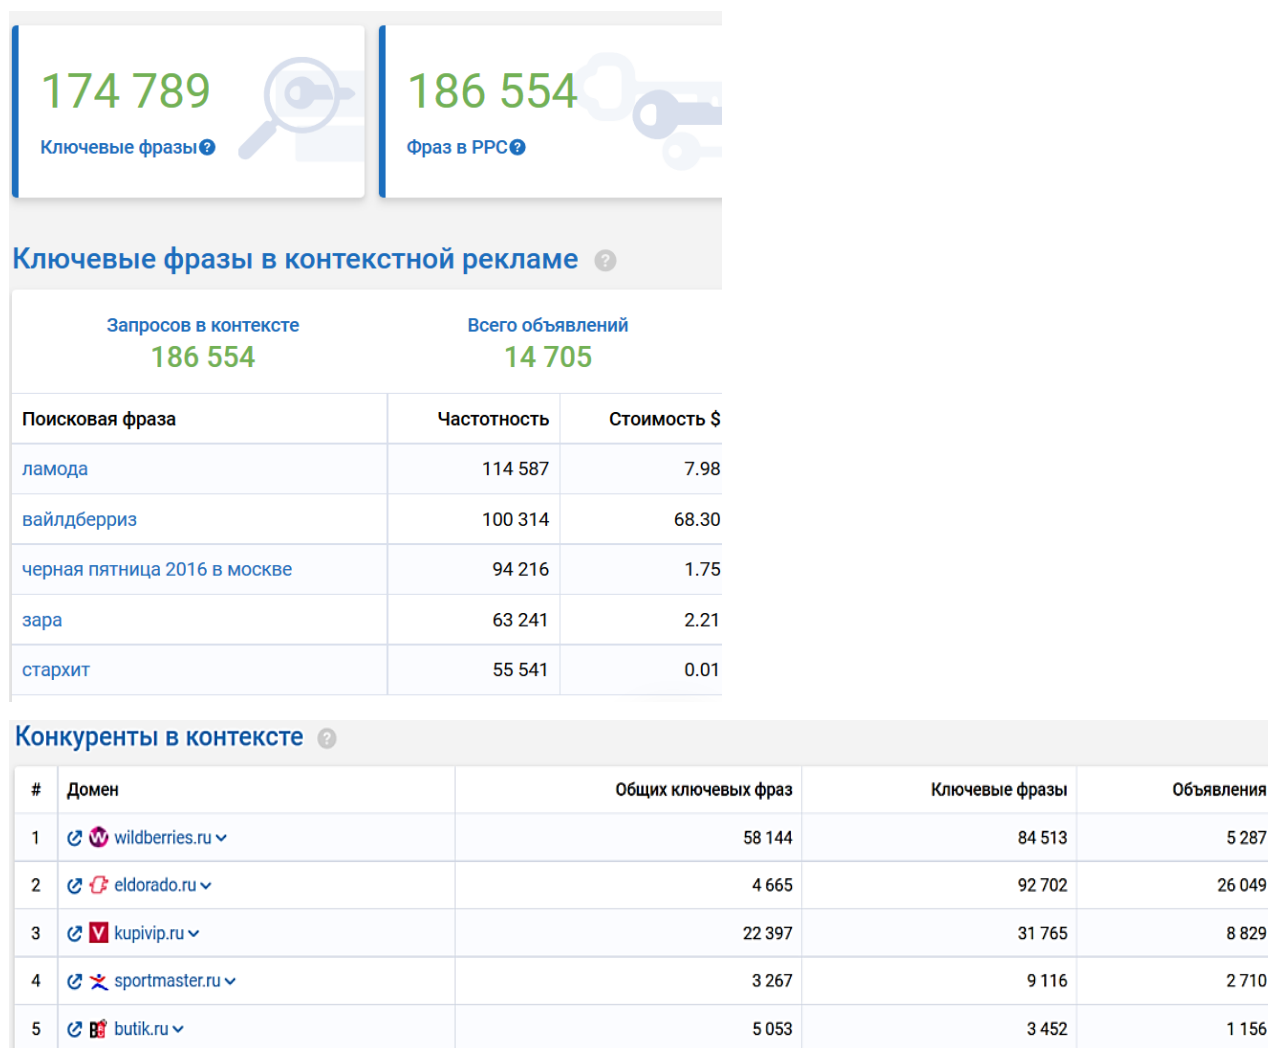 174 789
186 554
Ключевые фразы ?
Фраз в PPC ?
Ключевые фразы в контекстной рекламе ?
Запросов в контексте
Всего объявлений
186 554
14 705
Поисковая фраза Частотность Стоимость $
ламода 114 587 7.98
вайлдберриз 100 314 68.30
черная пятница 2016 в москве 94 216 1.75
зара 63 241 2.21
стархит 55 541 0.01
Конкуренты в контексте ?
# Домен Общих ключевых фраз Ключевые фразы Объявления
1 W wildberries.ru 58 144 84 513 5 287
2 eldorado.ru 4 665 92 702 26 049
3 V kupivip.ru 22 397 31 765 8 829
4 sportmaster.ru 3 267 9 116 2 710
5 B butik.ru 5 053 3 452 1 156